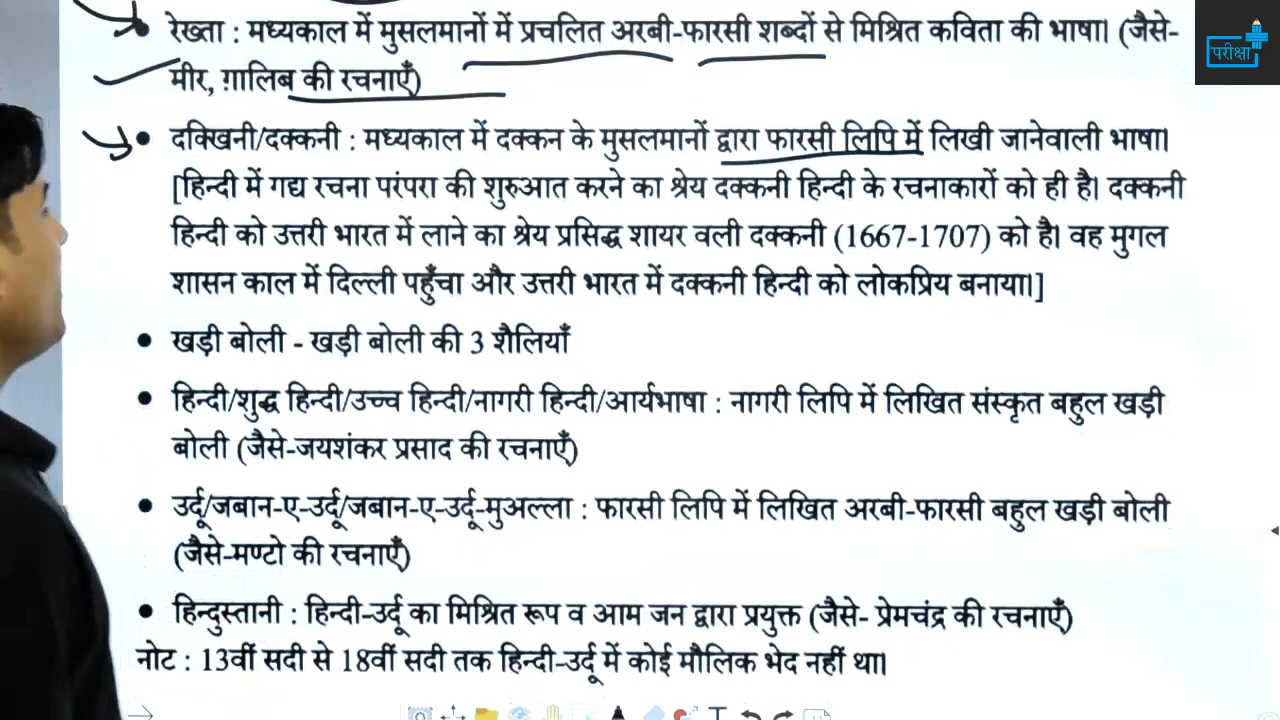 रेख्ता : मध्यकाल में मुसलमानों में प्रचलित अरबी-फारसी शब्दों से मिश्रित कविता की भाषा। (जैसे-
मीर, ग़ालिब की रचनाएँ)
दक्खिनी/दक्कनी : मध्यकाल में दक्कन के मुसलमानों द्वारा फारसी लिपि में लिखी जानेवाली भाषा।
[हिन्दी में गद्य रचना परंपरा की शुरुआत करने का श्रेय दक्कनी हिन्दी के रचनाकारों को ही है। दक्कनी
हिन्दी को उत्तरी भारत में लाने का श्रेय प्रसिद्ध शायर वली दक्कनी (1667-1707) को है। वह मुगल
शासन काल में दिल्ली पहुँचा और उत्तरी भारत में दक्कनी हिन्दी को लोकप्रिय बनाया।]
खड़ी बोली - खड़ी बोली की 3 शैलियाँ
हिन्दी/शुद्ध हिन्दी/उच्च हिन्दी/नागरी हिन्दी/आर्यभाषा : नागरी लिपि में लिखित संस्कृत बहुल खड़ी
बोली (जैसे-जयशंकर प्रसाद की रचनाएँ)
उर्दू/जबान-ए-उर्दू/जबान-ए-उर्दू-मुअल्ला : फारसी लिपि में लिखित अरबी-फारसी बहुल खड़ी बोली
(जैसे-मण्टो की रचनाएँ)
हिन्दुस्तानी : हिन्दी-उर्दू का मिश्रित रूप व आम जन द्वारा प्रयुक्त (जैसे- प्रेमचंद्र की रचनाएँ)
नोट : 13वीं सदी से 18वीं सदी तक हिन्दी-उर्दू में कोई मौलिक भेद नहीं था।
परीक्षा